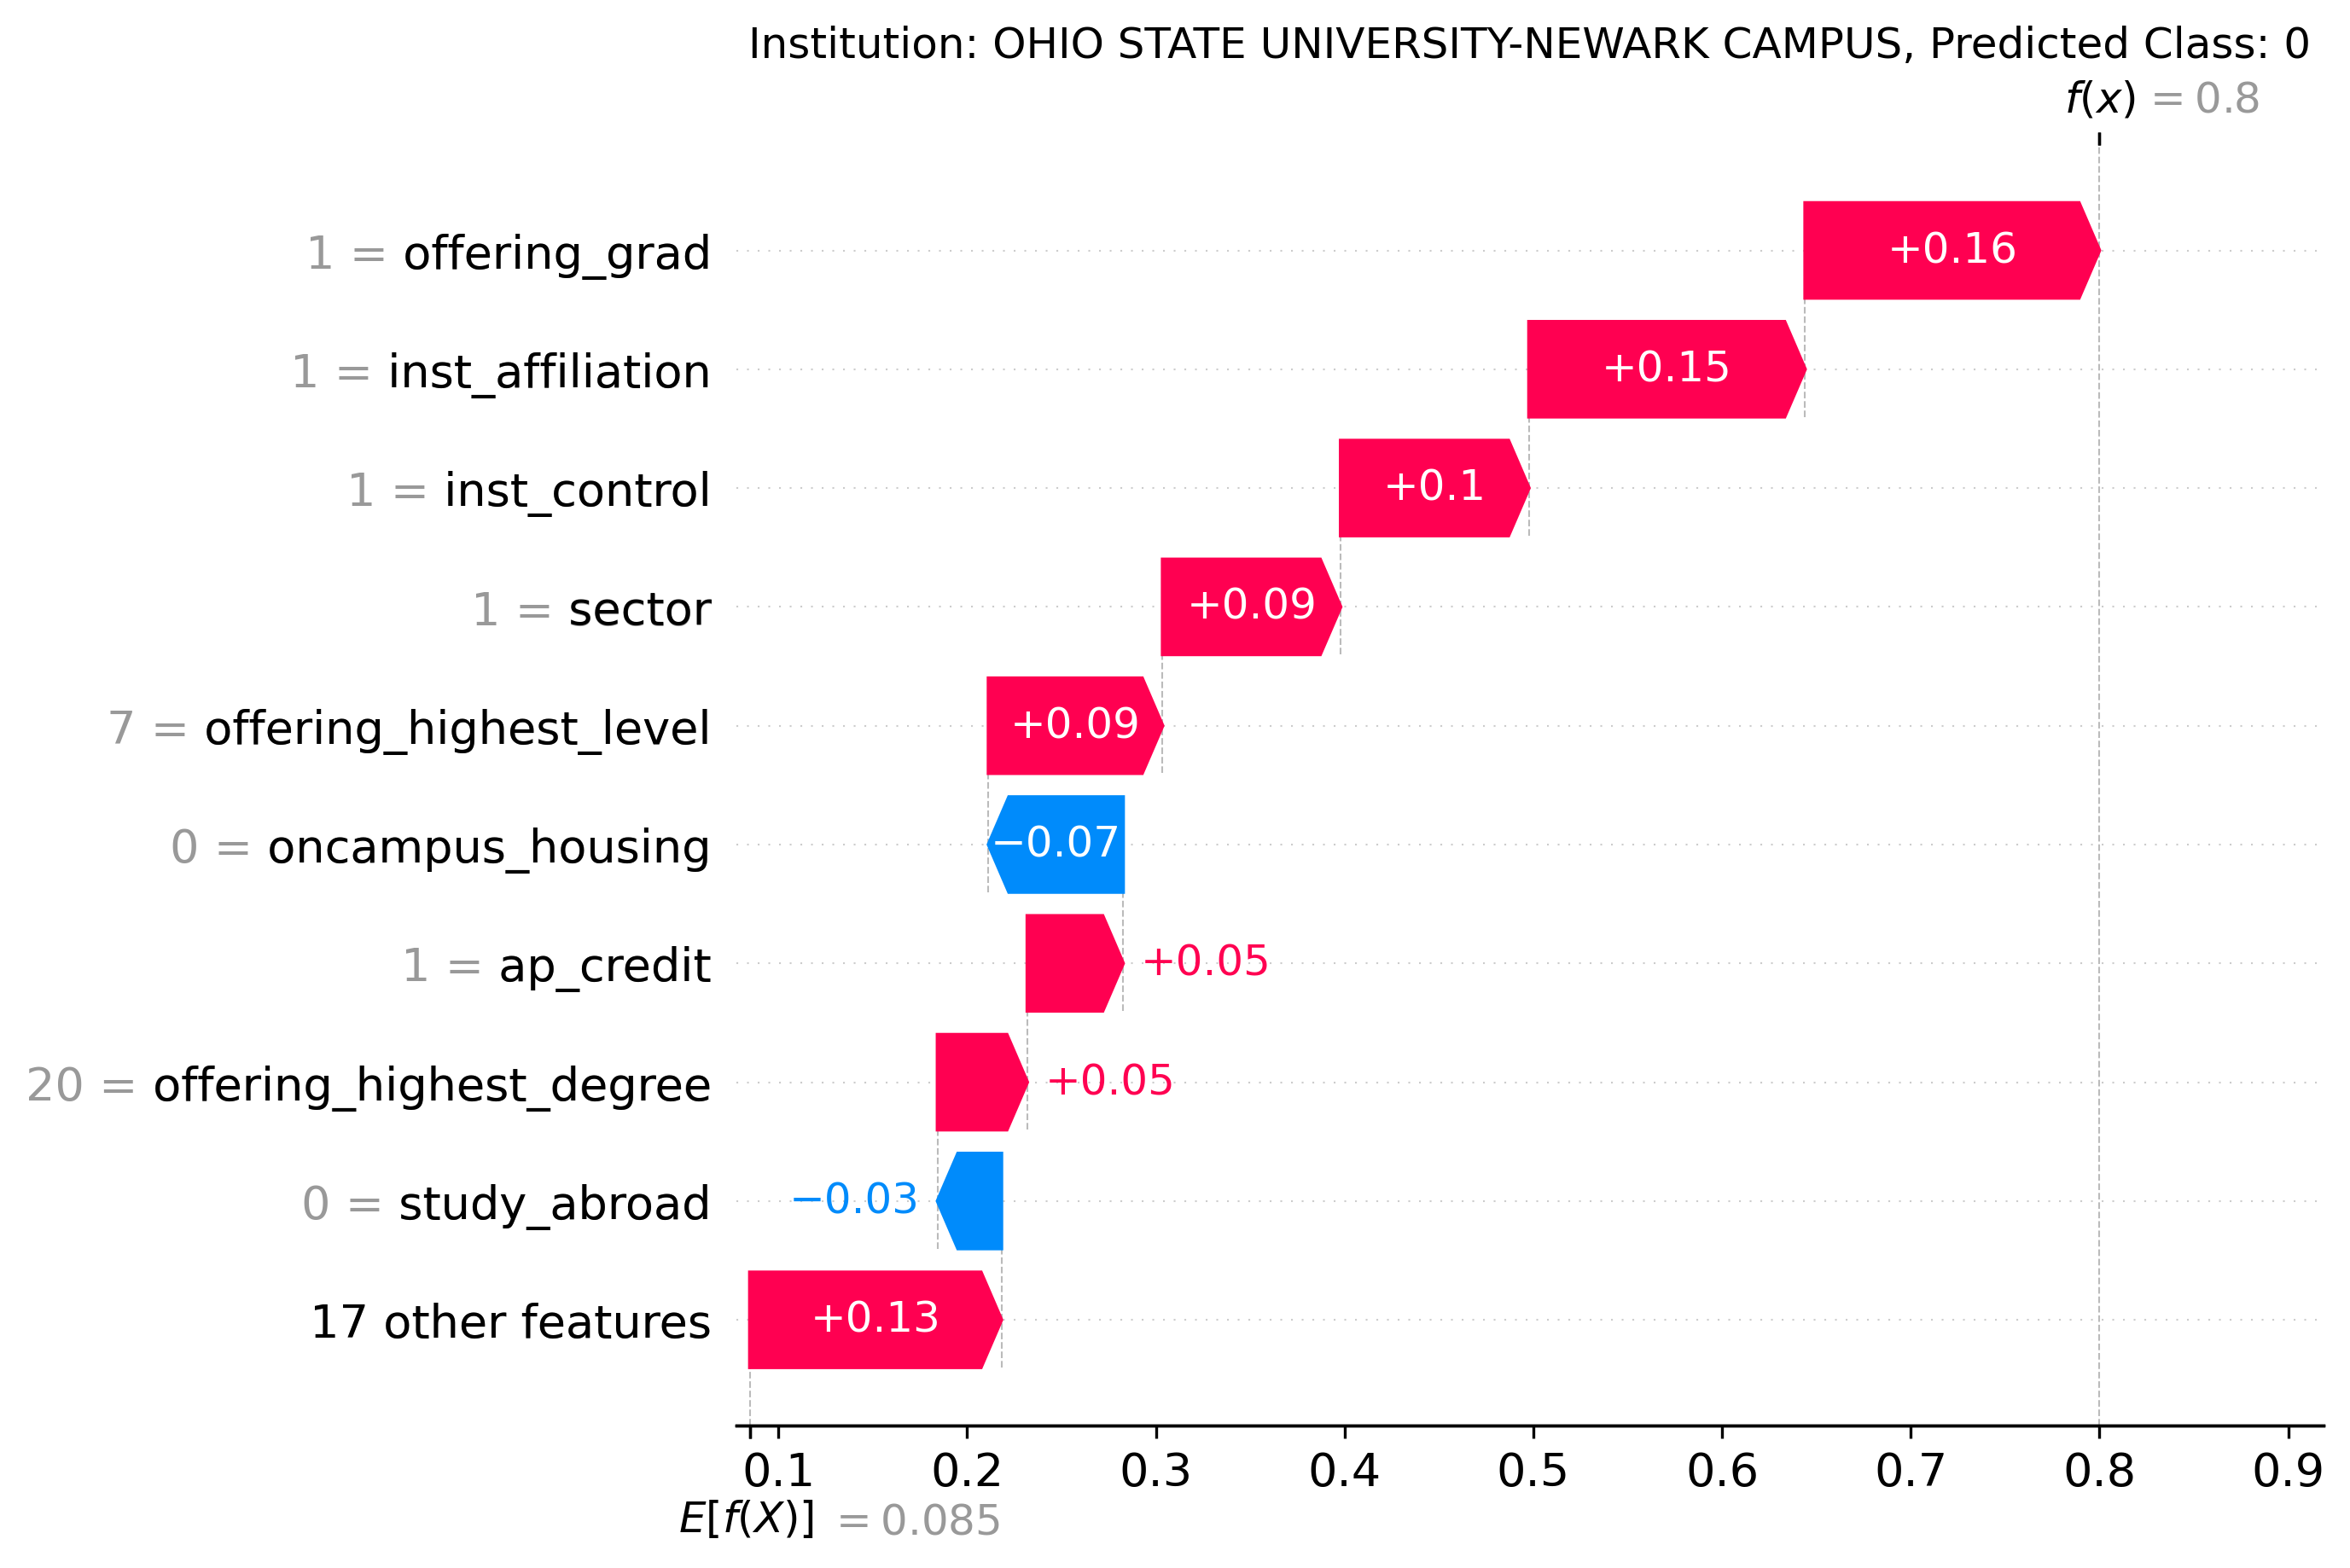 Institution: OHIO STATE UNIVERSITY-NEWARK CAMPUS, Predicted Class: 0
f(x) = 0.8
1 = offering_grad +0.16
1 = inst_affiliation +0.15
1 = inst_control +0.1
1 = sector +0.09
7 = offering_highest_level +0.09
0 = oncampus_housing −0.07
1 = ap_credit +0.05
20 = offering_highest_degree +0.05
0 = study_abroad −0.03
17 other features +0.13
0.1 0.2 0.3 0.4 0.5 0.6 0.7 0.8 0.9
E[f(X)] = 0.085